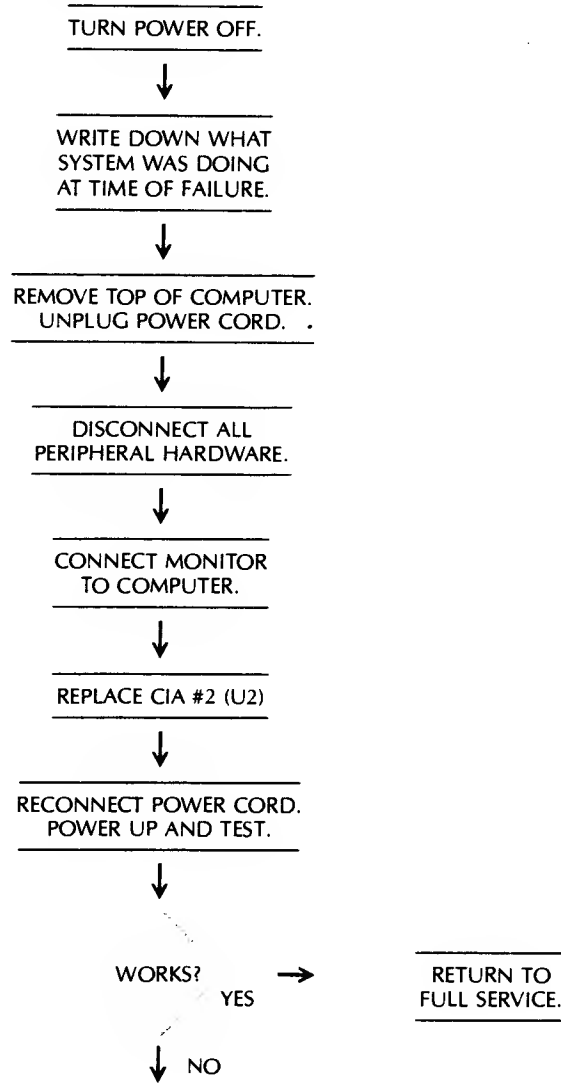 TURN POWER OFF.
WRITE DOWN WHAT
SYSTEM WAS DOING
AT TIME OF FAILURE.
REMOVE TOP OF COMPUTER.
UNPLUG POWER CORD.
DISCONNECT ALL
PERIPHERAL HARDWARE.
CONNECT MONITOR
TO COMPUTER.
REPLACE CIA #2 (U2)
RECONNECT POWER CORD.
POWER UP AND TEST.
WORKS?
YES
RETURN TO
FULL SERVICE.
NO